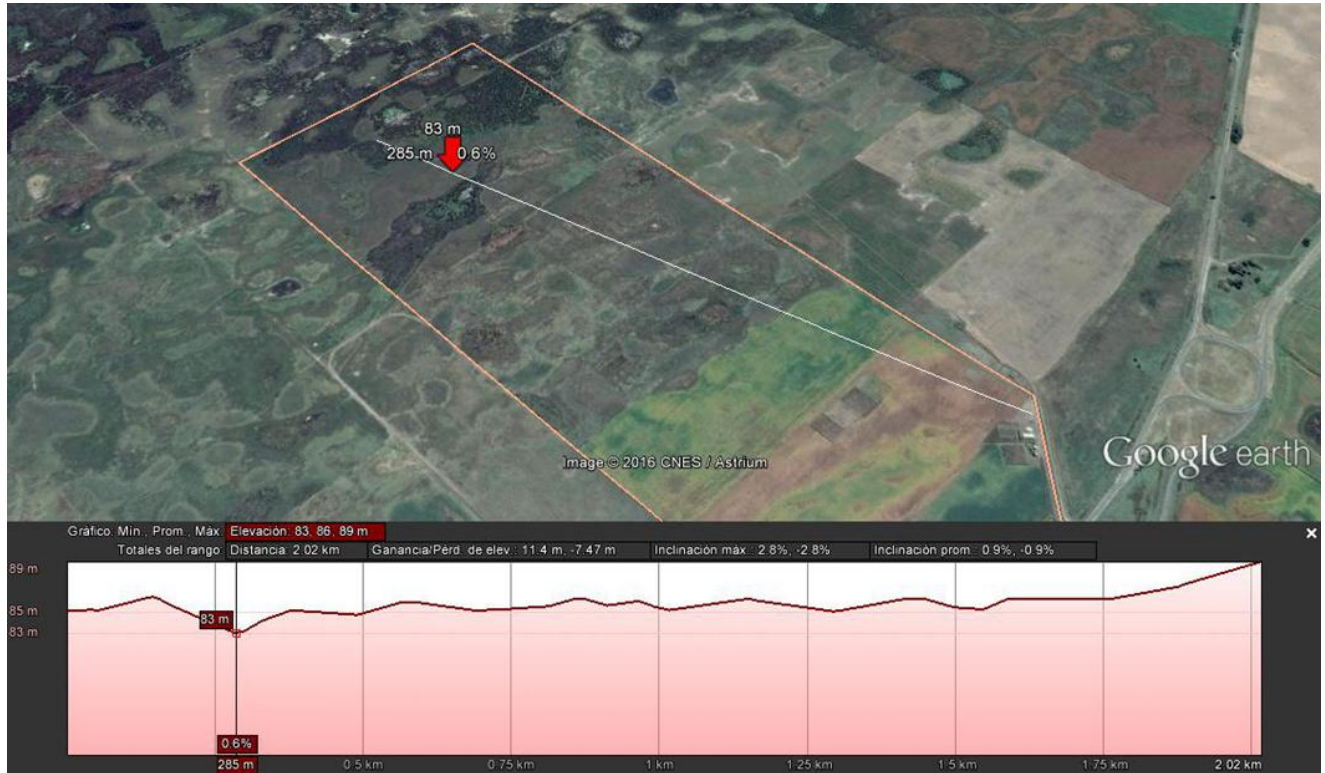 83 m
285 m 0.6%
Image © 2016 CNES / Astrium
Google earth
Gráfico: Mín., Prom., Máx. Elevación: 83, 86, 89 m
Totales del rango: Distancia: 2.02 km Ganancia/Pérd. de elev.: 11.4 m, -7.47 m Inclinación máx.: 2.8%, -2.8% Inclinación prom.: 0.9%, -0.9%
89 m
85 m
83 m
83 m
0.6%
285 m 0.5 km 0.75 km 1 km 1.25 km 1.5 km 1.75 km 2.02 km